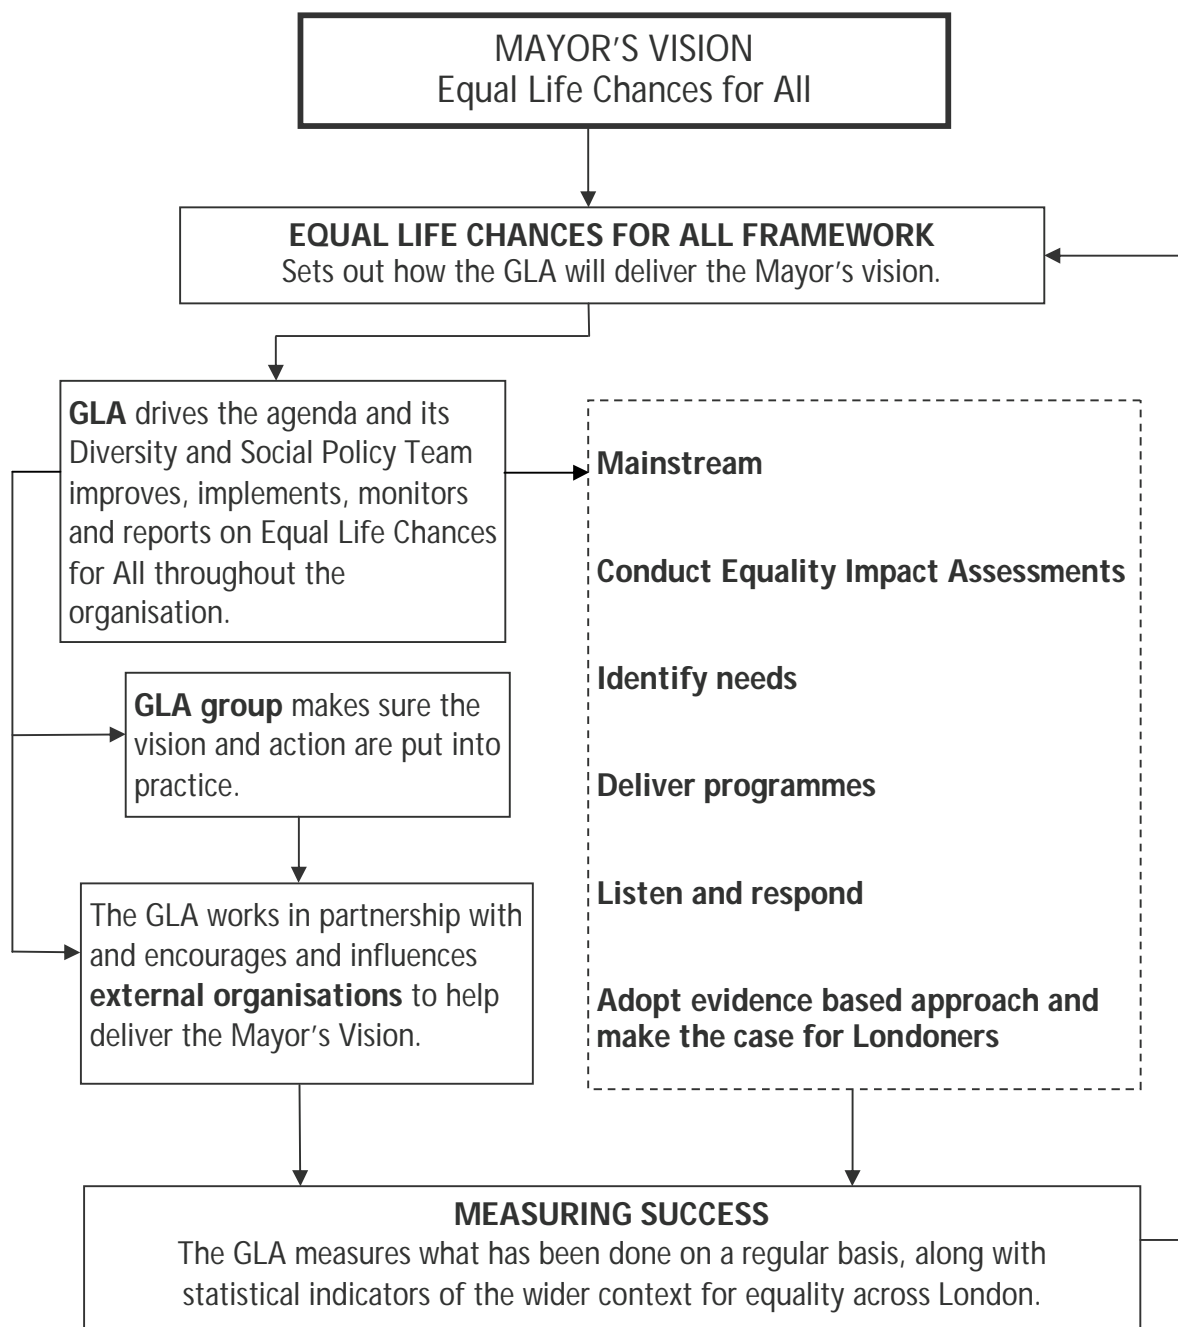 MAYOR’S VISION
Equal Life Chances for All
EQUAL LIFE CHANCES FOR ALL FRAMEWORK
Sets out how the GLA will deliver the Mayor’s vision.
GLA drives the agenda and its
Diversity and Social Policy Team
improves, implements, monitors
and reports on Equal Life Chances
for All throughout the
organisation.
GLA group makes sure the
vision and action are put into
practice.
The GLA works in partnership with
and encourages and influences
external organisations to help
deliver the Mayor’s Vision.
Mainstream
Conduct Equality Impact Assessments
Identify needs
Deliver programmes
Listen and respond
Adopt evidence based approach and
make the case for Londoners
MEASURING SUCCESS
The GLA measures what has been done on a regular basis, along with
statistical indicators of the wider context for equality across London.